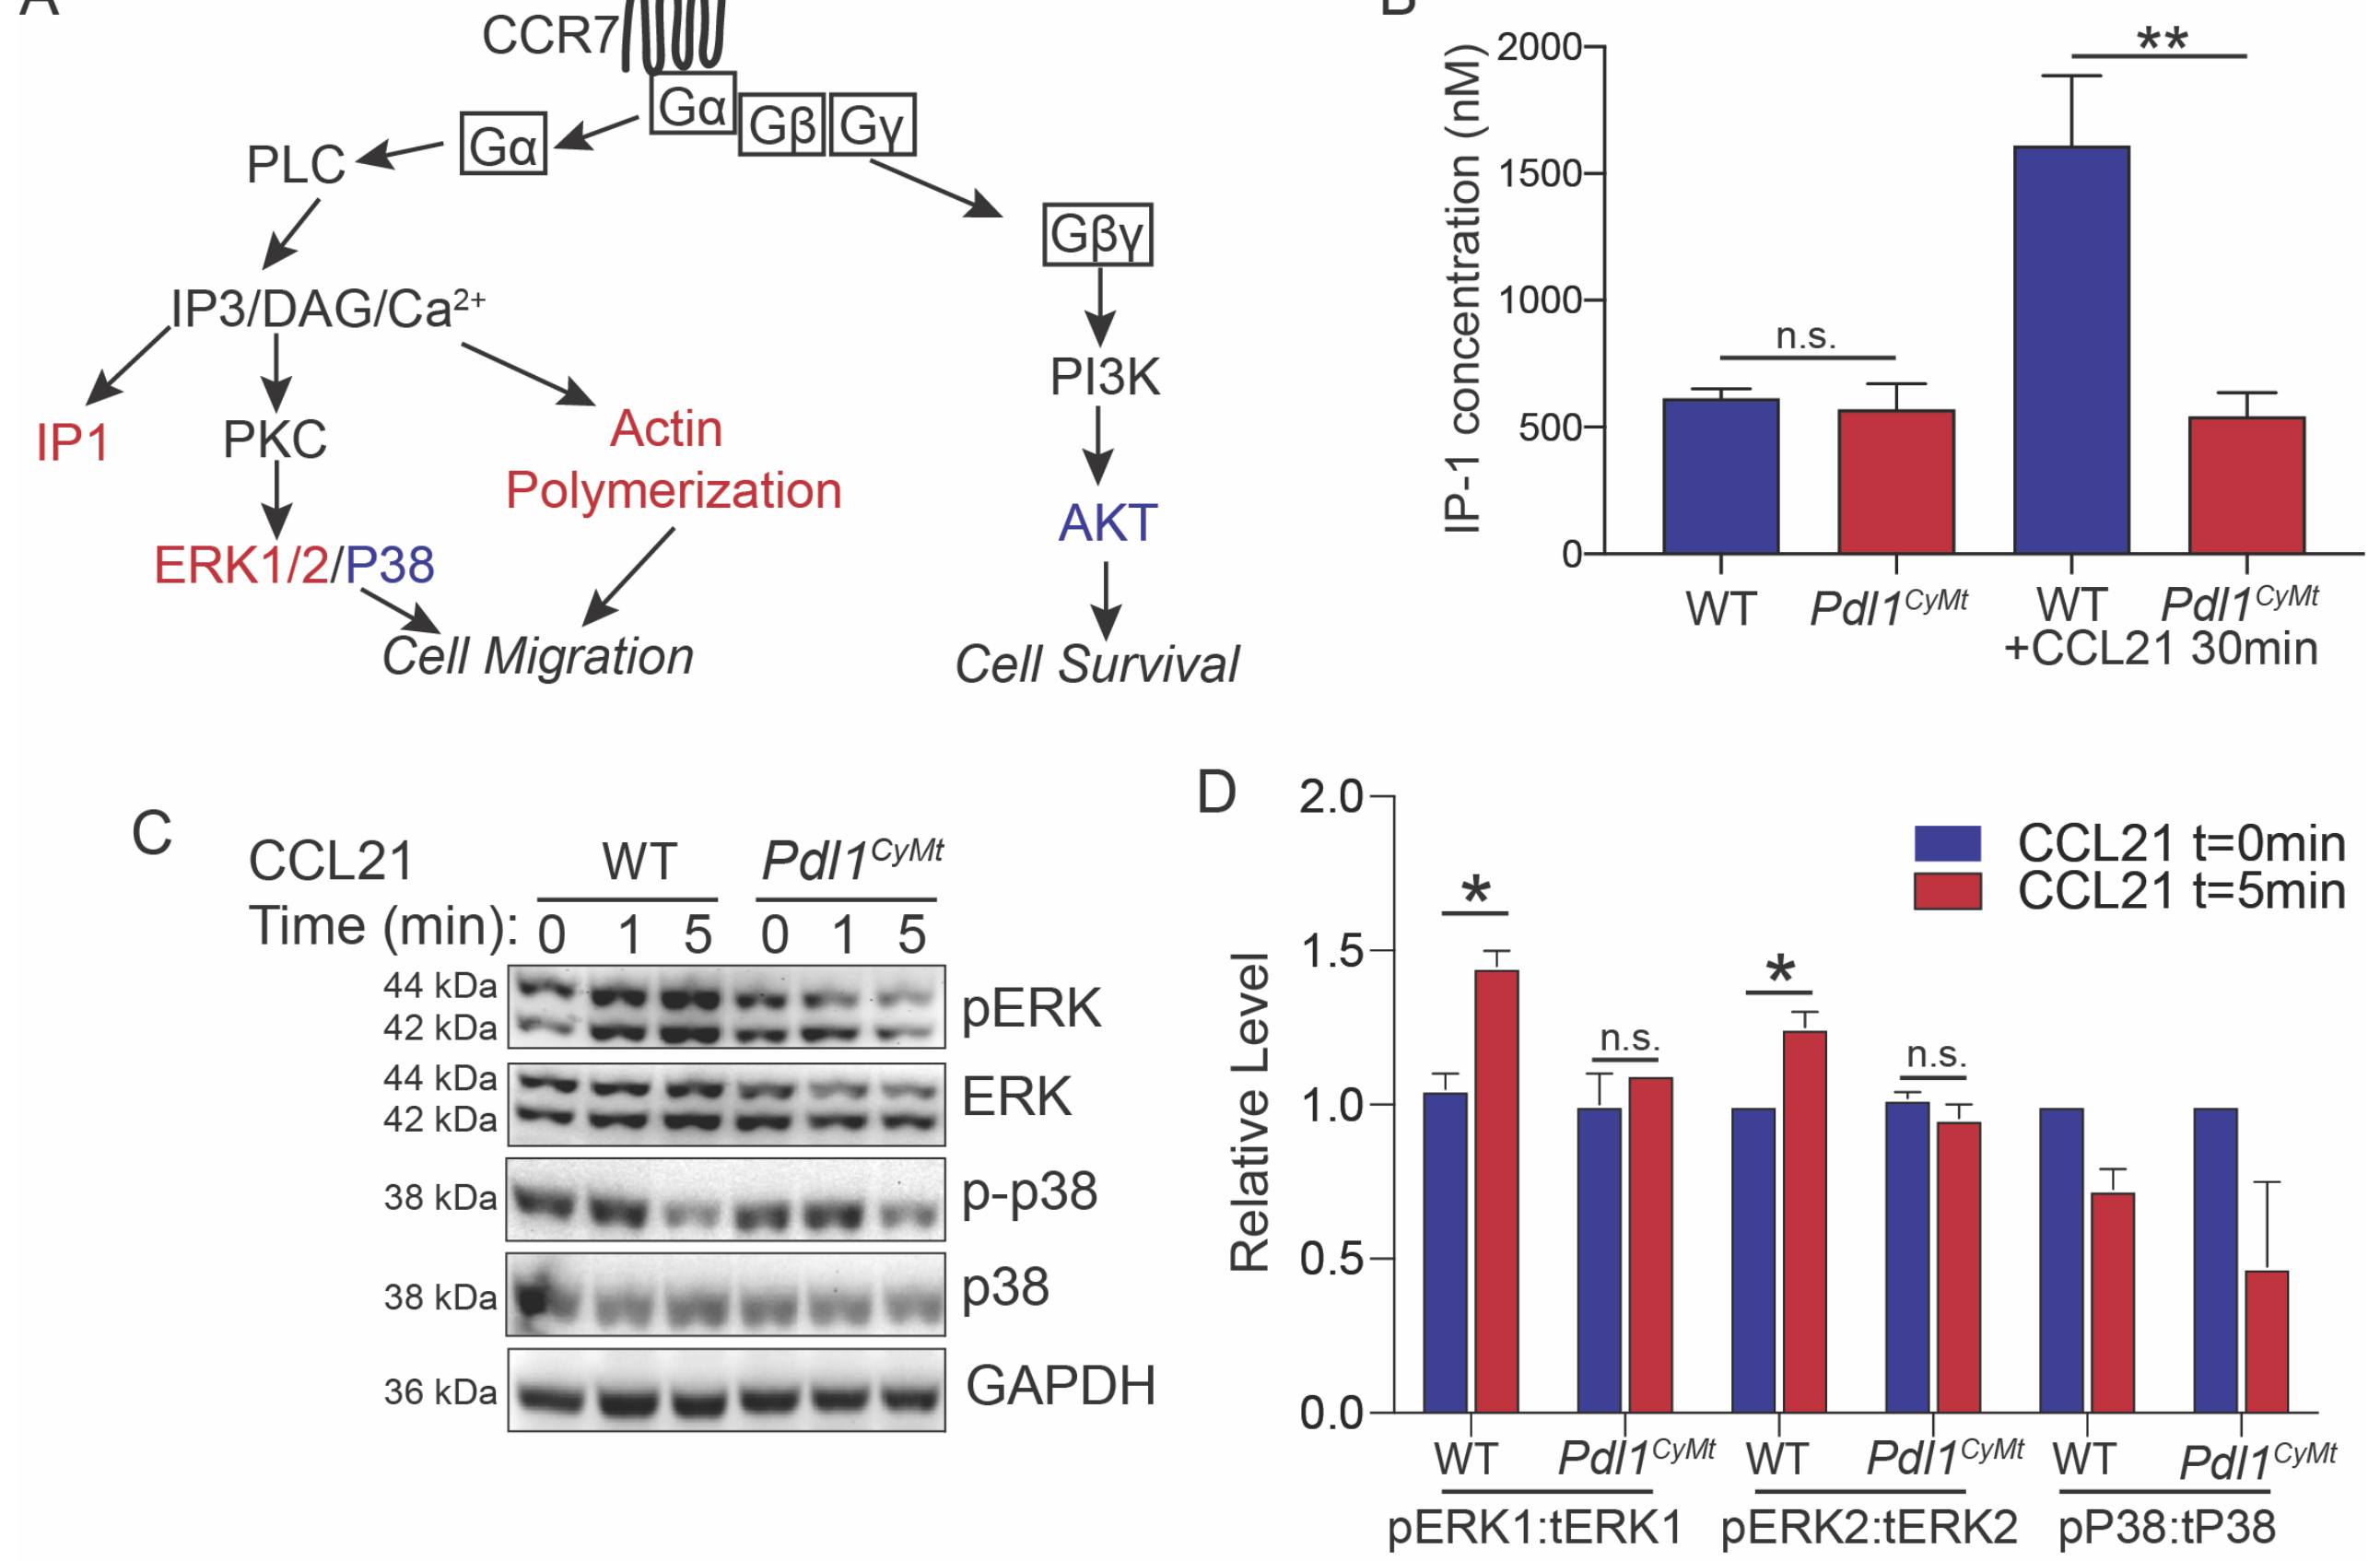 A
CCR7
Gα
Gβ
Gγ
Gα
PLC
Gβγ
IP3/DAG/Ca2+
PI3K
IP1
PKC
Actin
Polymerization
AKT
ERK1/2/P38
Cell Migration
Cell Survival
B
IP-1 concentration (nM)
2000
1500
1000
500
0
n.s.
**
WT
Pdl1CyMt
WT
Pdl1CyMt
+CCL21 30min
C
CCL21
WT
Pdl1CyMt
Time (min):
0 1 5 0 1 5
44 kDa
42 kDa
pERK
44 kDa
42 kDa
ERK
38 kDa
p-p38
38 kDa
p38
36 kDa
GAPDH
D
Relative Level
2.0
1.5
1.0
0.5
0.0
CCL21 t=0min
CCL21 t=5min
*
n.s.
*
n.s.
WT
Pdl1CyMt
WT
Pdl1CyMt
WT
Pdl1CyMt
pERK1:tERK1
pERK2:tERK2
pP38:tP38